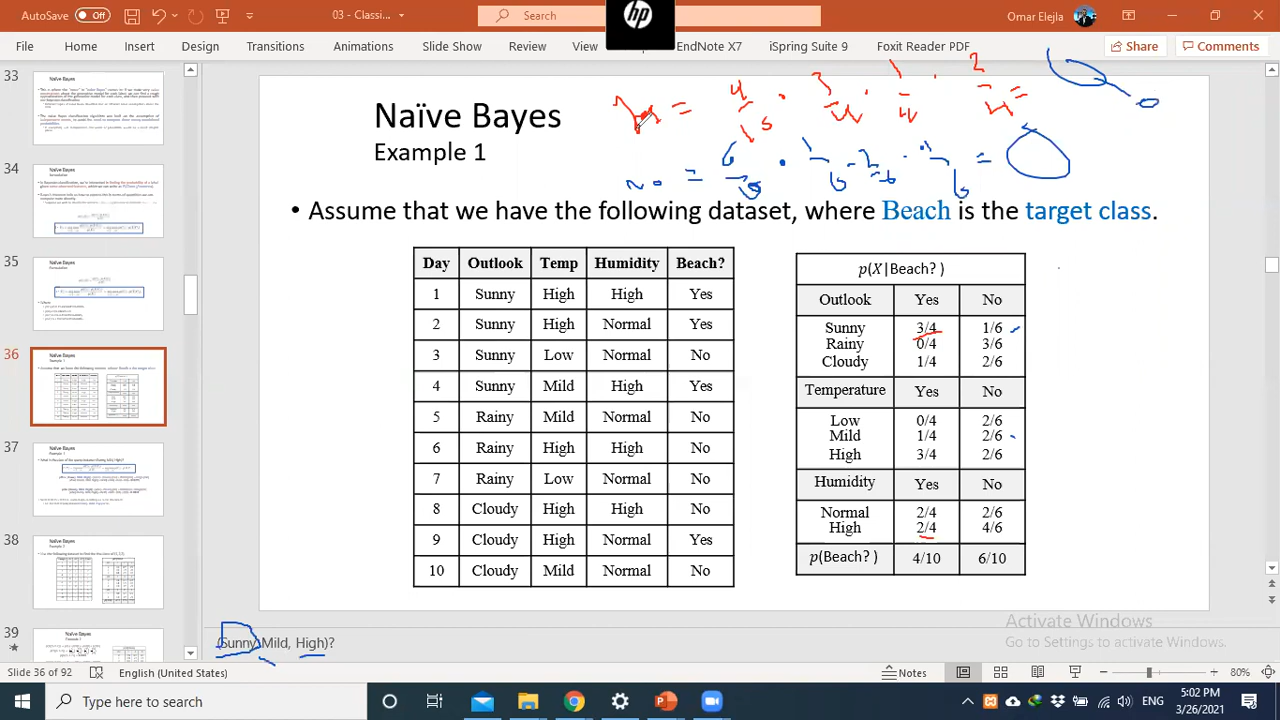 AutoSave Off
03 - Classifi...
Search
Omar Elejla
hp
File Home Insert Design Transitions Animations Slide Show Review View EndNote X7 iSpring Suite 9 Foxit Reader PDF Share Comments
33
34
35
36
37
38
39
Naïve Bayes
Example 1
• Assume that we have the following dataset, where Beach is the target class.
Day Outlook Temp Humidity Beach?
1 Sunny High High Yes
2 Sunny High Normal Yes
3 Sunny Low Normal No
4 Sunny Mild High Yes
5 Rainy Mild Normal No
6 Rainy High High No
7 Rainy Low Normal No
8 Cloudy High High No
9 Cloudy High Normal Yes
10 Cloudy Mild Normal No
p(X|Beach? )
Outlook Yes No
Sunny 3/4 1/6
Rainy 0/4 3/6
Cloudy 1/4 2/6
Temperature Yes No
Low 0/4 2/6
Mild 1/4 2/6
High 3/4 2/6
Humidity Yes No
Normal 2/4 2/6
High 2/4 4/6
p(Beach? ) 4/10 6/10
Activate Windows
Go to Settings to activate Windows.
(Sunny, Mild, High)?
Slide 36 of 92
English (United States)
Notes
80%
Type here to search
ENG
5:02 PM
3/26/2021